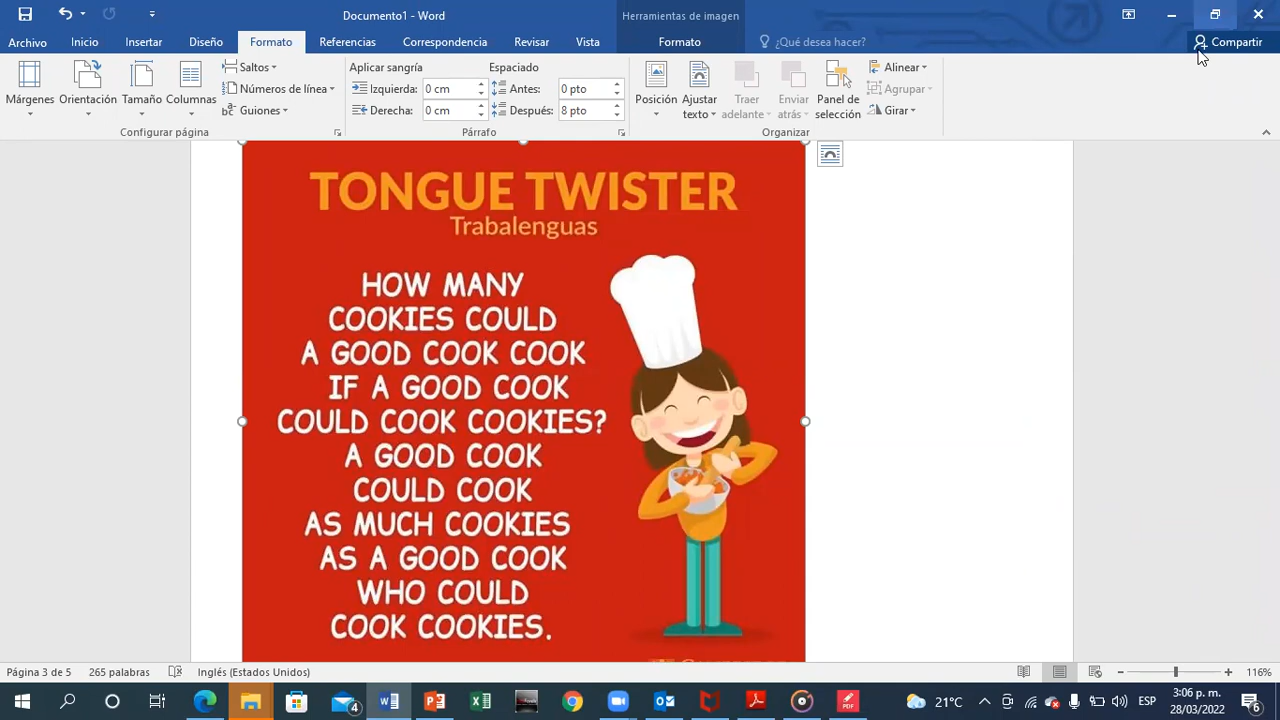 Documento1 - Word
Herramientas de imagen
Archivo Inicio Insertar Diseño Formato Referencias Correspondencia Revisar Vista Formato ¿Qué desea hacer? Compartir
Márgenes Orientación Tamaño Columnas
Saltos
Números de línea
Guiones
Configurar página
Aplicar sangría
Izquierda: 0 cm
Derecha: 0 cm
Espaciado
Antes: 0 pto
Después: 8 pto
Párrafo
Posición
Ajustar texto
Traer adelante
Enviar atrás
Panel de selección
Alinear
Agrupar
Girar
Organizar
TONGUE TWISTER
Trabalenguas
HOW MANY
COOKIES COULD
A GOOD COOK COOK
IF A GOOD COOK
COULD COOK COOKIES?
A GOOD COOK
COULD COOK
AS MUCH COOKIES
AS A GOOD COOK
WHO COULD
COOK COOKIES.
Página 3 de 5 265 palabras Inglés (Estados Unidos) 116%
4 21°C ESP 3:06 p. m.
28/03/2022 6